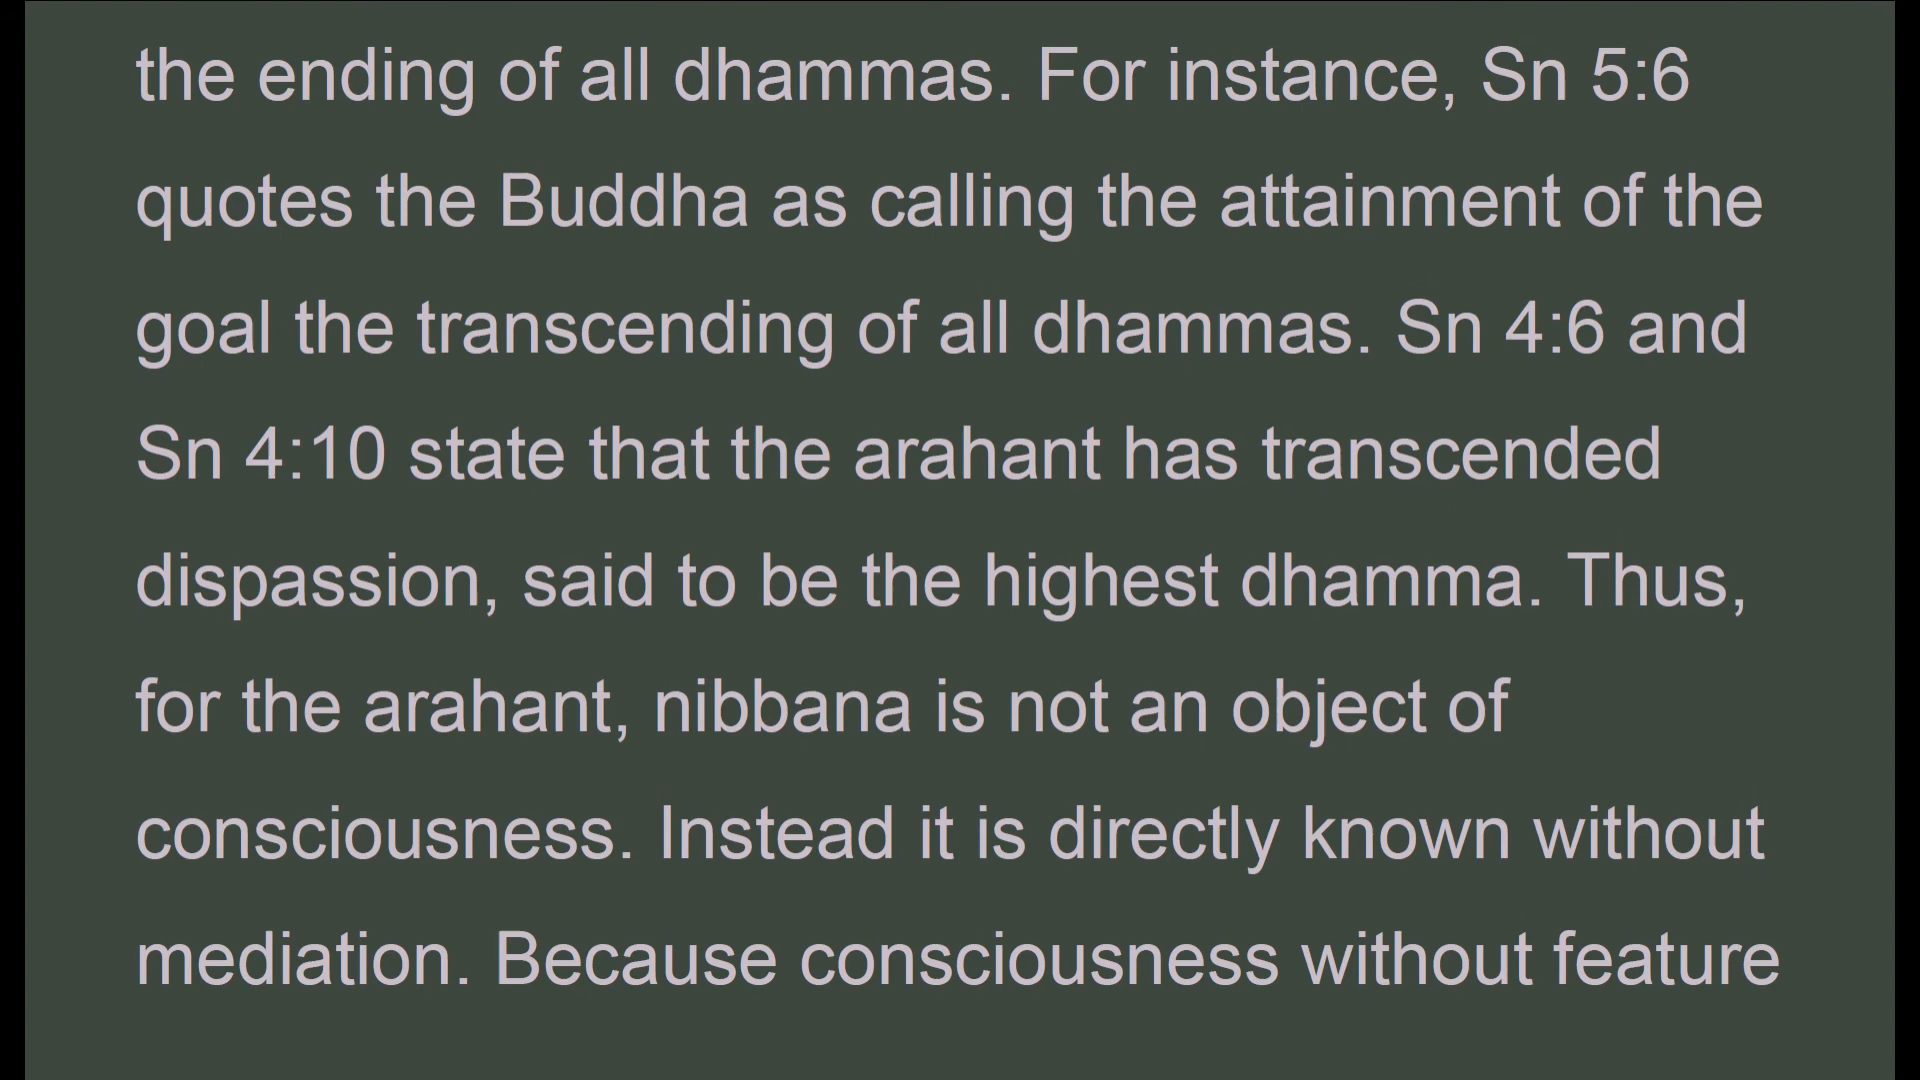 the ending of all dhammas. For instance, Sn 5:6
quotes the Buddha as calling the attainment of the
goal the transcending of all dhammas. Sn 4:6 and
Sn 4:10 state that the arahant has transcended
dispassion, said to be the highest dhamma. Thus,
for the arahant, nibbana is not an object of
consciousness. Instead it is directly known without
mediation. Because consciousness without feature